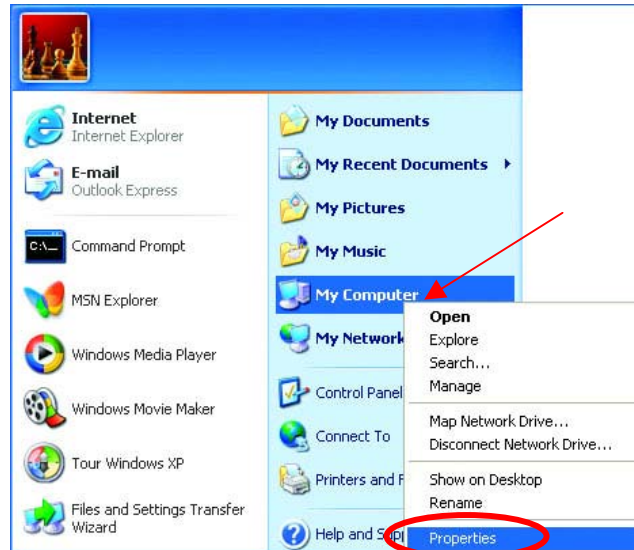 Internet
Internet Explorer
E-mail
Outlook Express
C:\_
Command Prompt
MSN Explorer
Windows Media Player
Windows Movie Maker
Tour Windows XP
Files and Settings Transfer
Wizard
My Documents
My Recent Documents
My Pictures
My Music
My Computer
My Network
Control Panel
Connect To
Printers and F
Help and Supp
Open
Explore
Search...
Manage
Map Network Drive...
Disconnect Network Drive...
Show on Desktop
Rename
Properties